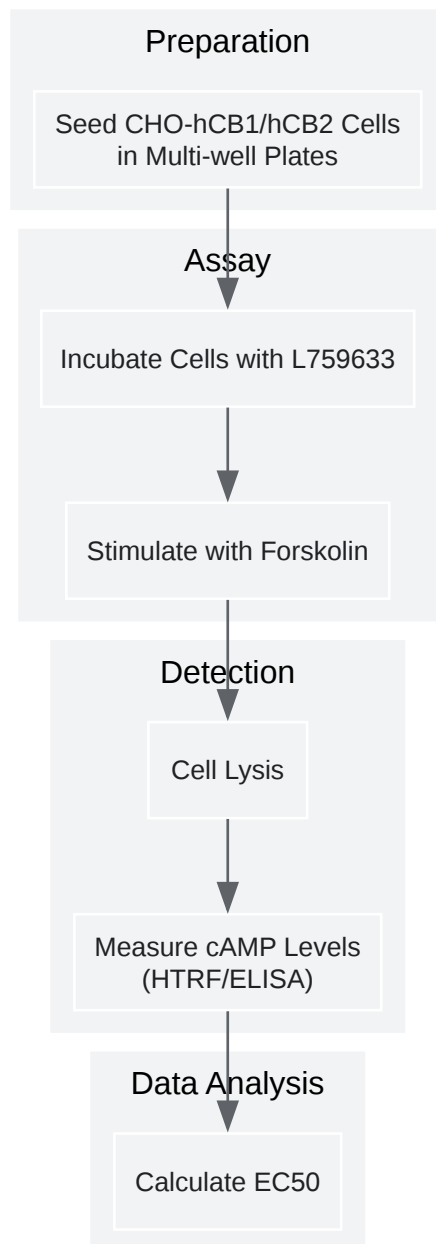 Preparation
Seed CHO-hCB1/hCB2 Cells
in Multi-well Plates
Assay
Incubate Cells with L759633
Stimulate with Forskolin
Detection
Cell Lysis
Measure cAMP Levels
(HTRF/ELISA)
Data Analysis
Calculate EC50